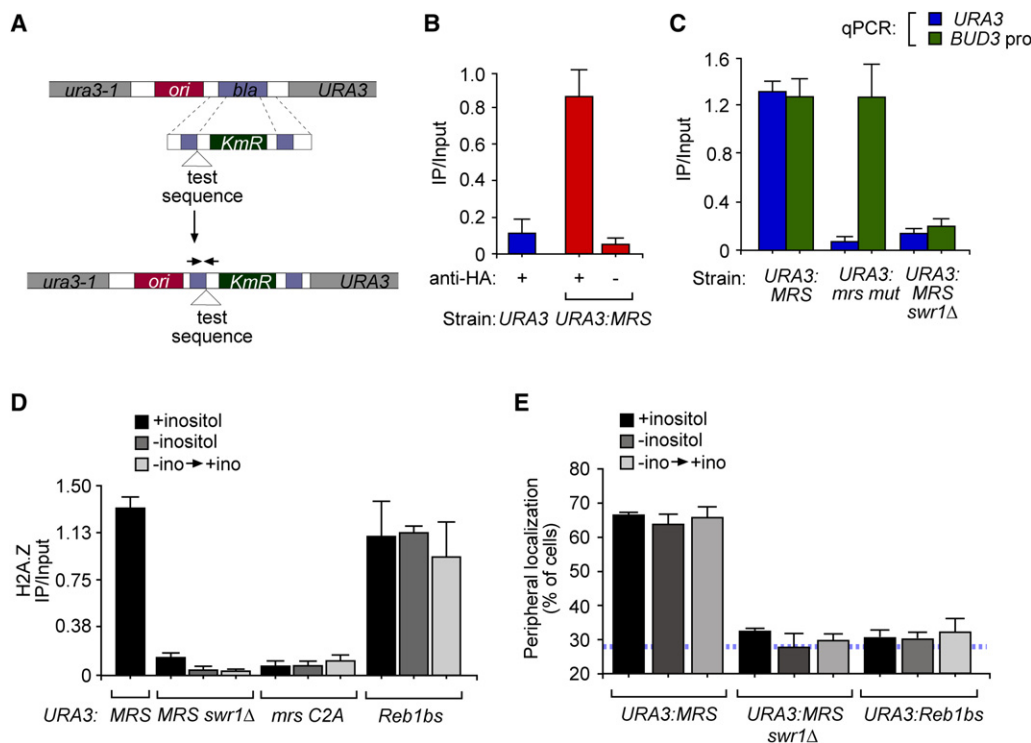 A
ura3-1 ori bla URA3
KmR
test
sequence
ura3-1 ori KmR URA3
test
sequence
B
IP/Input
1.0
0.8
0.6
0.4
0.2
0
anti-HA: + + -
Strain: URA3 URA3:MRS
C
qPCR: URA3
BUD3 pro
IP/Input
1.6
1.2
0.8
0.4
0
Strain: URA3: URA3: URA3:
MRS mrs mut MRS
swr1Δ
D
+inositol
-inositol
-ino→+ino
H2A.Z
IP/Input
1.50
1.13
0.75
0.38
0
URA3: MRS MRS swr1Δ mrs C2A Reb1bs
E
+inositol
-inositol
-ino→+ino
Peripheral localization
(% of cells)
80
70
60
50
40
30
20
URA3:MRS URA3:MRS URA3:Reb1bs
swr1Δ